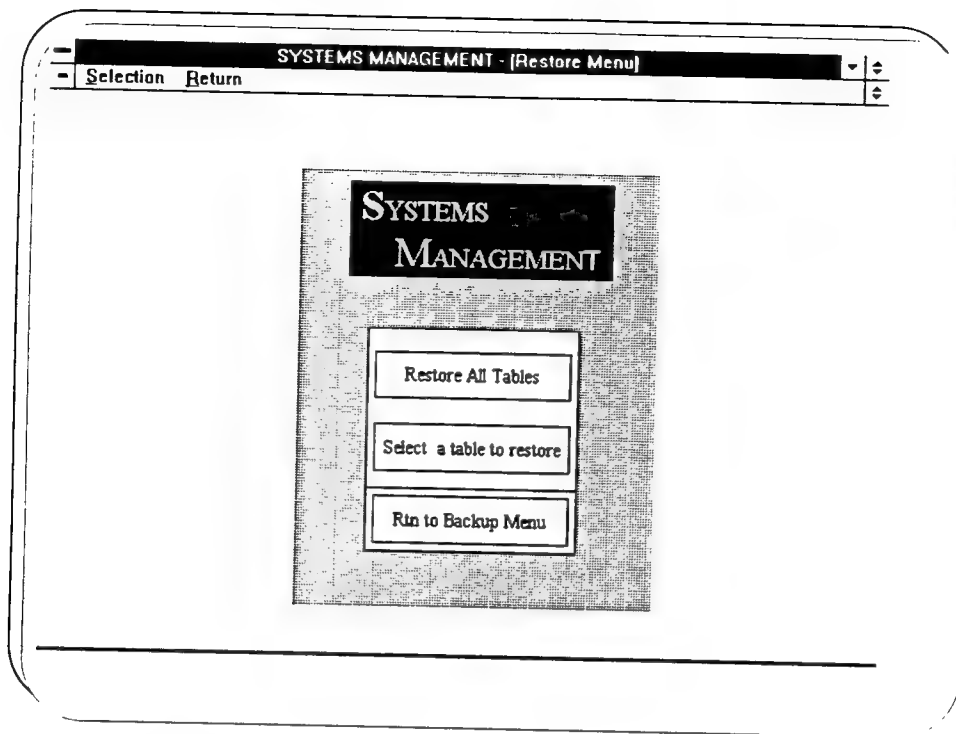 SYSTEMS MANAGEMENT - [Restore Menu]
Selection Return
SYSTEMS
MANAGEMENT
Restore All Tables
Select a table to restore
Rtn to Backup Menu